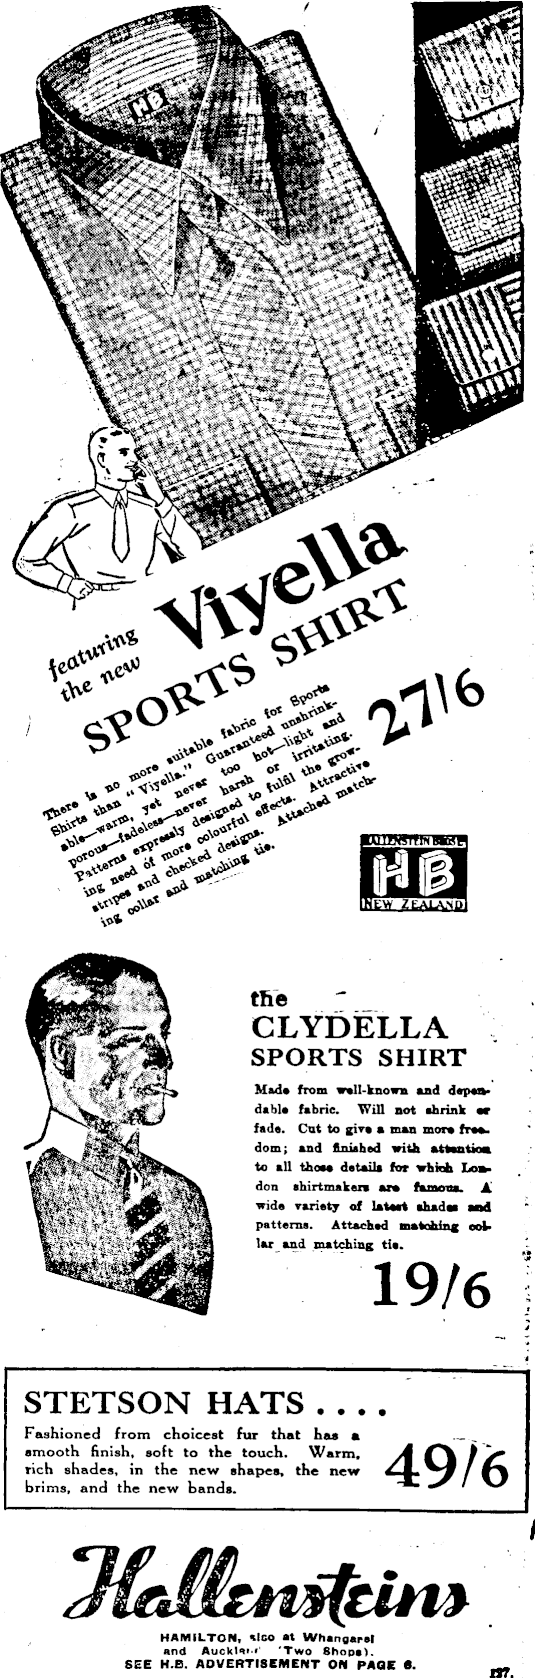 HB
featuring
the new
Viyella
SPORTS SHIRT
27/6
There is no more suitable fabric for Sports
Shirts than "Viyella." Guaranteed unshrink-
able—warm, yet never too hot—light and
porous—fadeless—never harsh or irritating.
Patterns expressly designed to fulfil the grow-
ing need of more colourful effects. Attractive
stripes and checked designs. Attached match-
ing collar and matching tie.
HALLENSTEIN BROS L
HB
NEW ZEALAND
the
CLYDELLA
SPORTS SHIRT
Made from well-known and depen-
dable fabric. Will not shrink or
fade. Cut to give a man more free-
dom; and finished with attention
to all those details for which Lon-
don shirtmakers are famous. A
wide variety of latest shades and
patterns. Attached matching col-
lar and matching tie.
19/6
STETSON HATS . . . .
Fashioned from choicest fur that has a
smooth finish, soft to the touch. Warm,
rich shades, in the new shapes, the new
brims, and the new bands.
49/6
Hallensteins
HAMILTON, also at Whangarei
and Auckland (Two Shops).
SEE H.B. ADVERTISEMENT ON PAGE 6.
127.